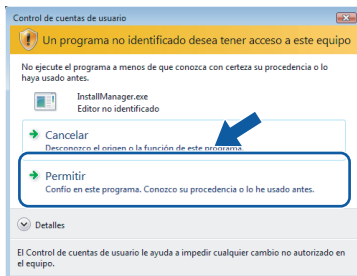 Control de cuentas de usuario
Un programa no identificado desea tener acceso a este equipo
No ejecute el programa a menos de que conozca con certeza su procedencia o lo
haya usado antes.
InstallManager.exe
Editor no identificado
Cancelar
Desconozco el origen o la función de este programa.
Permitir
Confío en este programa. Conozco su procedencia o lo he usado antes.
Detalles
El Control de cuentas de usuario le ayuda a impedir cualquier cambio no autorizado en
el equipo.